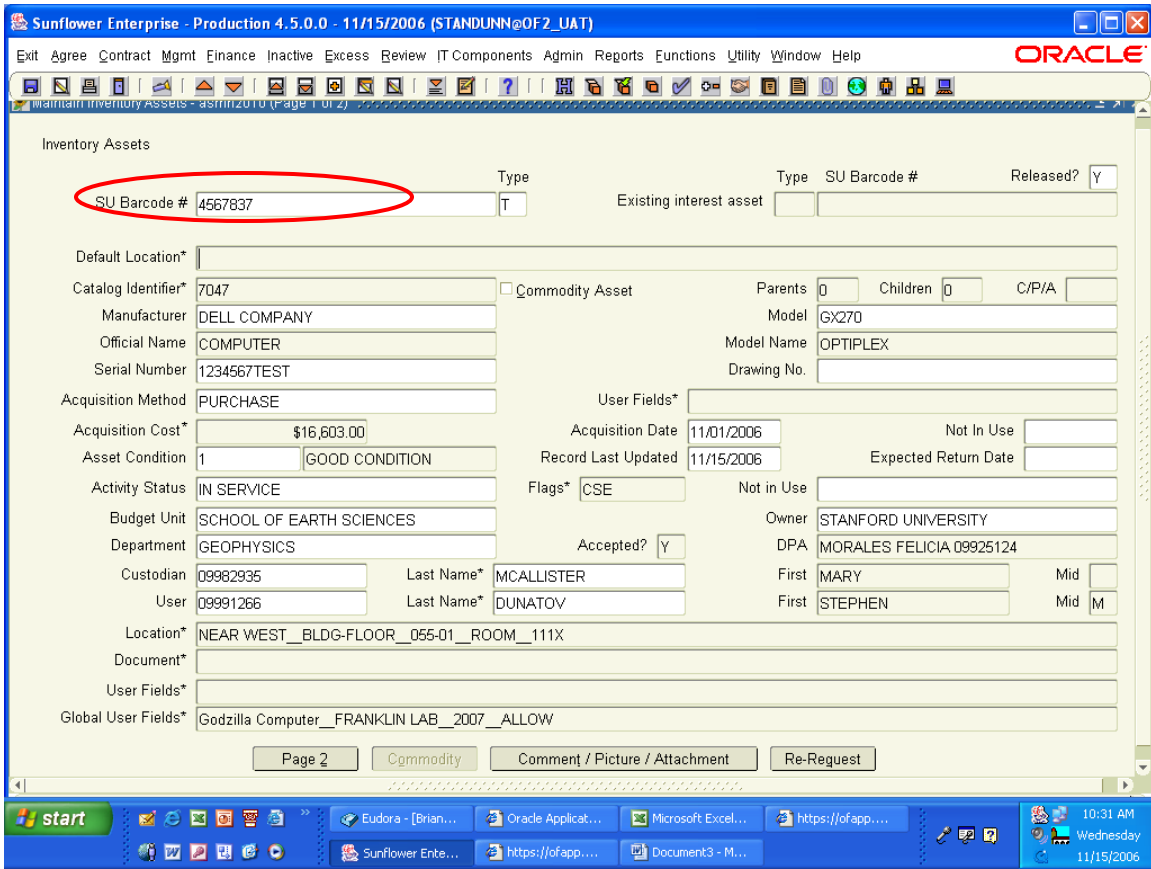 Sunflower Enterprise - Production 4.5.0.0 - 11/15/2006 (STANDUNN@OF2_UAT)
Exit Agree Contract Mgmt Finance Inactive Excess Review IT Components Admin Reports Functions Utility Window Help ORACLE
Maintain Inventory Assets - asmin2010 (Page 1 of 2)
Inventory Assets
Type Type SU Barcode # Released? Y
SU Barcode # 4567837 T Existing interest asset
Default Location*
Catalog Identifier* 7047 Commodity Asset Parents 0 Children 0 C/P/A
Manufacturer DELL COMPANY Model GX270
Official Name COMPUTER Model Name OPTIPLEX
Serial Number 1234567TEST Drawing No.
Acquisition Method PURCHASE User Fields*
Acquisition Cost* $16,603.00 Acquisition Date 11/01/2006 Not In Use
Asset Condition 1 GOOD CONDITION Record Last Updated 11/15/2006 Expected Return Date
Activity Status IN SERVICE Flags* CSE Not in Use
Budget Unit SCHOOL OF EARTH SCIENCES Owner STANFORD UNIVERSITY
Department GEOPHYSICS Accepted? Y DPA MORALES FELICIA 09925124
Custodian 09982935 Last Name* MCALLISTER First MARY Mid
User 09991266 Last Name* DUNATOV First STEPHEN Mid M
Location* NEAR WEST__BLDG-FLOOR__055-01__ROOM__111X
Document*
User Fields*
Global User Fields* Godzilla Computer__FRANKLIN LAB__2007__ALLOW
Page 2 Commodity Comment / Picture / Attachment Re-Request
start Eudora - [Brian... Oracle Applicat... Microsoft Excel... https://ofapp.... 10:31 AM
Wednesday
Sunflower Ente... https://ofapp.... Document3 - M... 11/15/2006